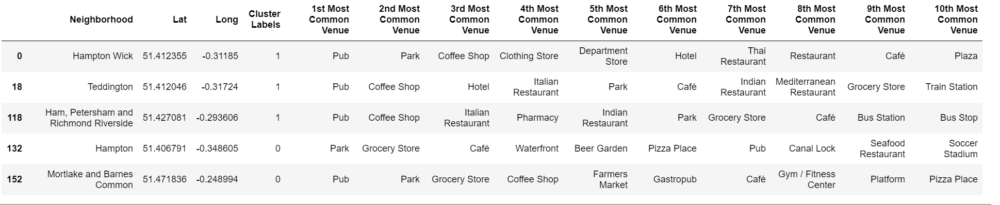 Neighborhood Lat Long Cluster Labels 1st Most Common Venue 2nd Most Common Venue 3rd Most Common Venue 4th Most Common Venue 5th Most Common Venue 6th Most Common Venue 7th Most Common Venue 8th Most Common Venue 9th Most Common Venue 10th Most Common Venue
0 Hampton Wick 51.412355 -0.31185 1 Pub Park Coffee Shop Clothing Store Department Store Hotel Thai Restaurant Restaurant Café Plaza
18 Teddington 51.412046 -0.31724 1 Pub Coffee Shop Hotel Italian Restaurant Park Café Indian Restaurant Mediterranean Restaurant Grocery Store Train Station
118 Ham, Petersham and Richmond Riverside 51.427081 -0.293606 1 Pub Coffee Shop Italian Restaurant Pharmacy Indian Restaurant Park Grocery Store Café Bus Station Bus Stop
132 Hampton 51.406791 -0.348605 0 Park Grocery Store Café Waterfront Beer Garden Pizza Place Pub Canal Lock Seafood Restaurant Soccer Stadium
152 Mortlake and Barnes Common 51.471836 -0.248994 0 Pub Park Grocery Store Coffee Shop Farmers Market Gastropub Café Gym / Fitness Center Platform Pizza Place